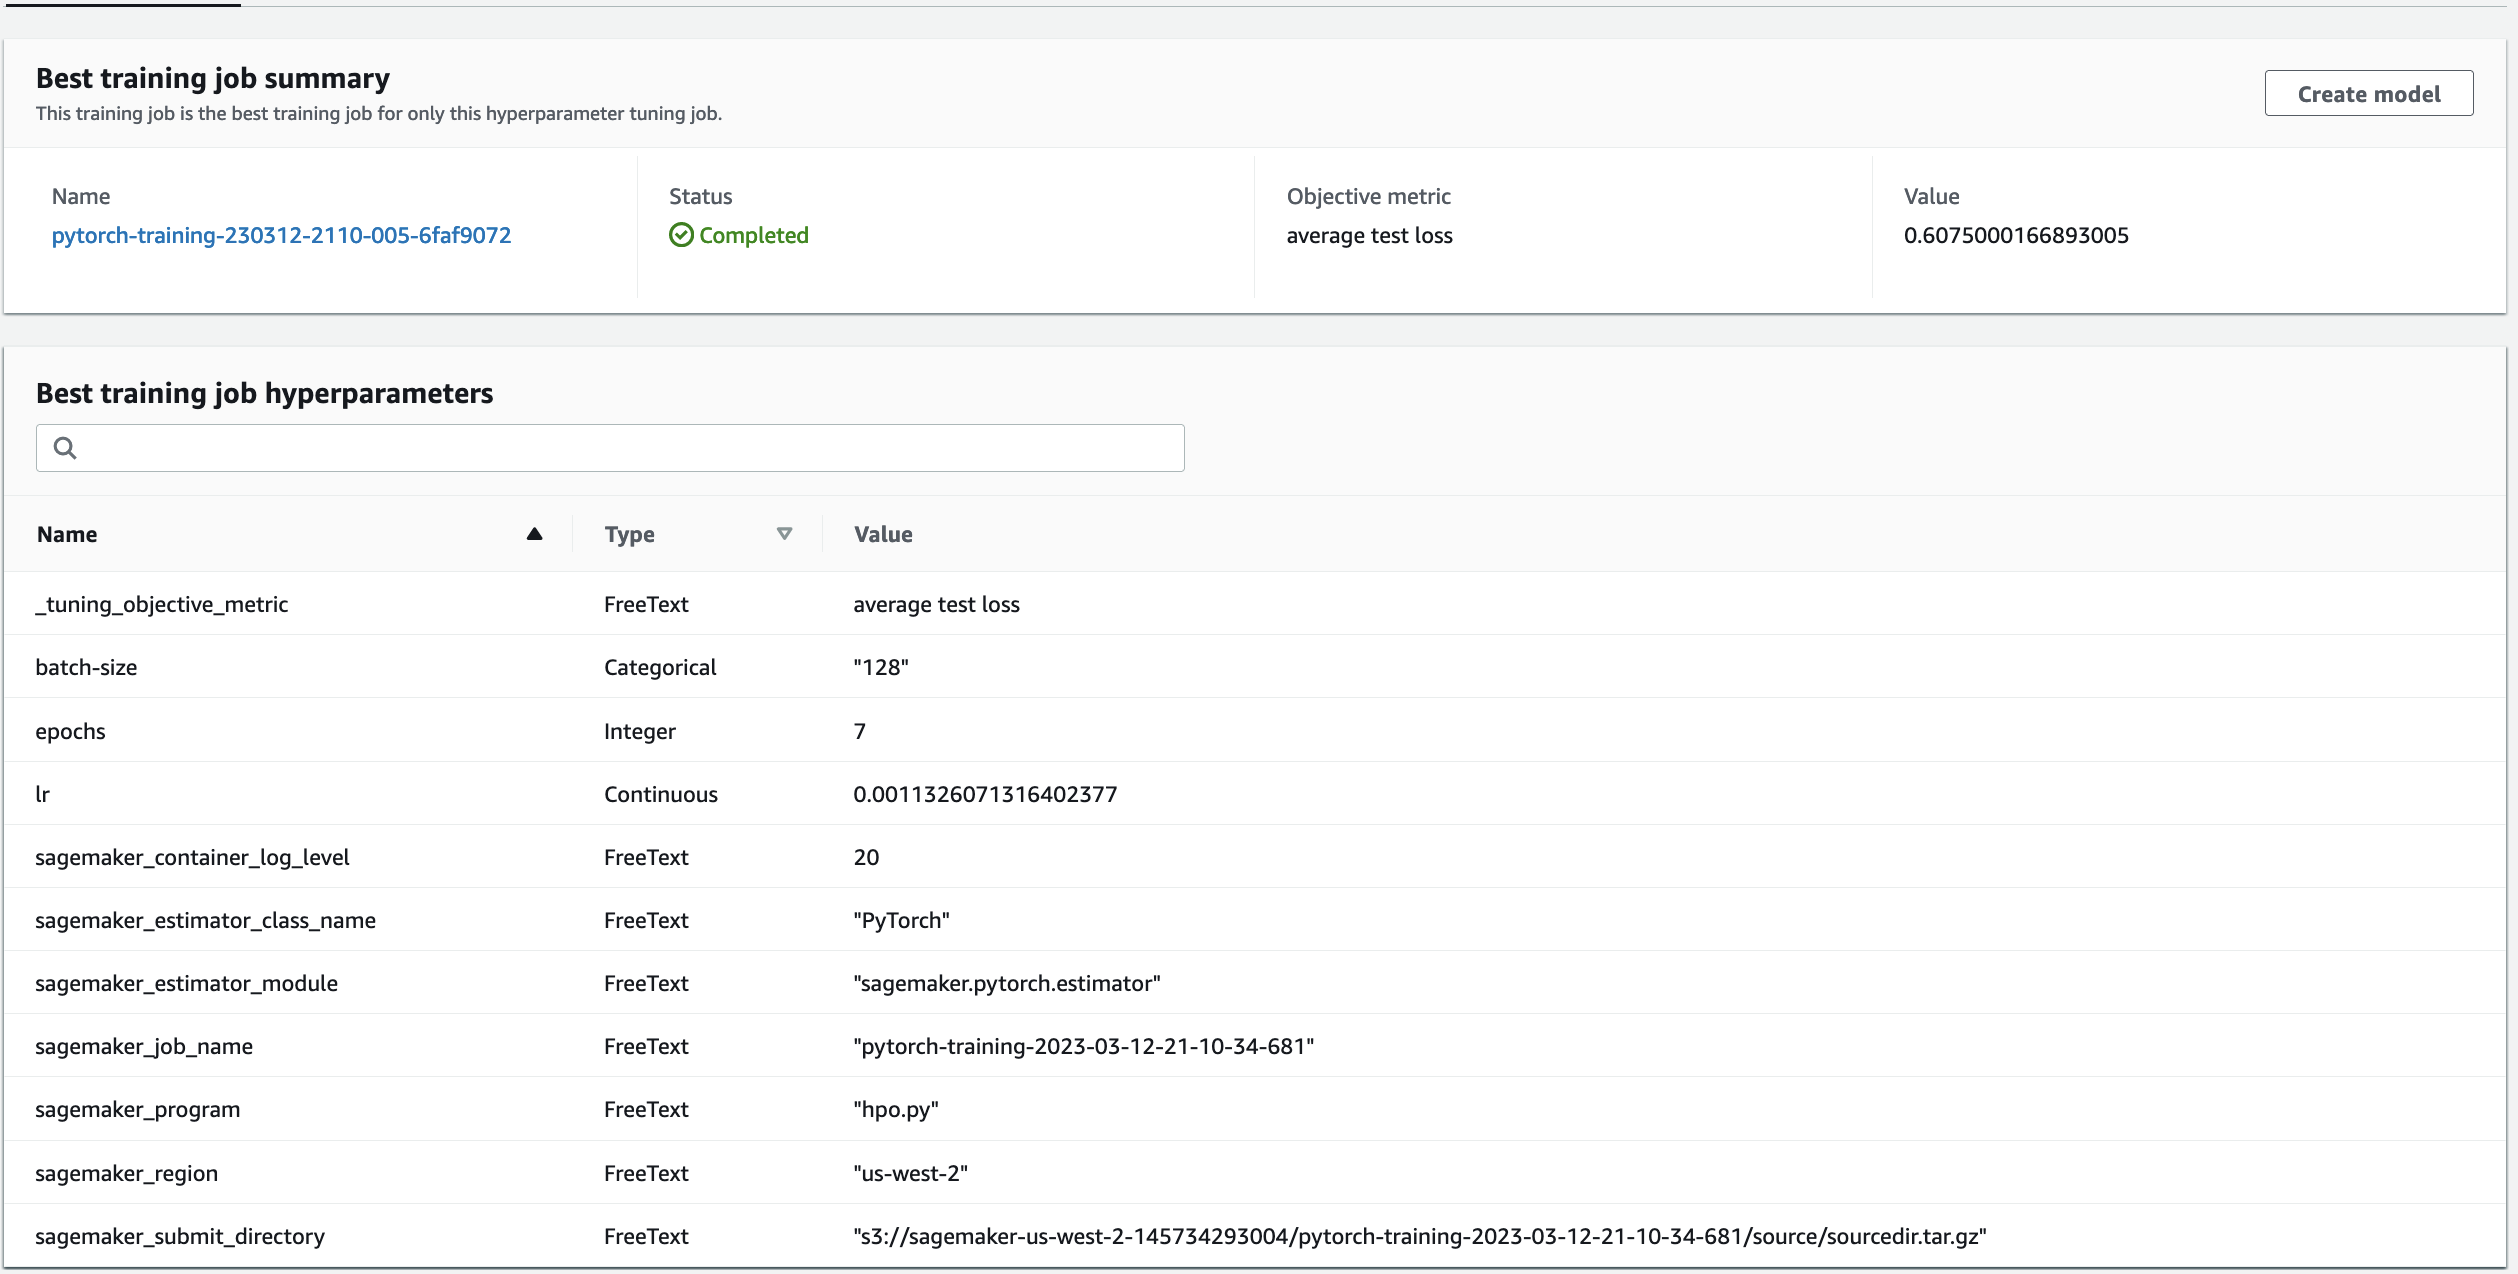 Best training job summary
This training job is the best training job for only this hyperparameter tuning job.
Create model
Name Status Objective metric Value
pytorch-training-230312-2110-005-6faf9072 Completed average test loss 0.6075000166893005
Best training job hyperparameters
Name Type Value
_tuning_objective_metric FreeText average test loss
batch-size Categorical "128"
epochs Integer 7
lr Continuous 0.0011326071316402377
sagemaker_container_log_level FreeText 20
sagemaker_estimator_class_name FreeText "PyTorch"
sagemaker_estimator_module FreeText "sagemaker.pytorch.estimator"
sagemaker_job_name FreeText "pytorch-training-2023-03-12-21-10-34-681"
sagemaker_program FreeText "hpo.py"
sagemaker_region FreeText "us-west-2"
sagemaker_submit_directory FreeText "s3://sagemaker-us-west-2-145734293004/pytorch-training-2023-03-12-21-10-34-681/source/sourcedir.tar.gz"